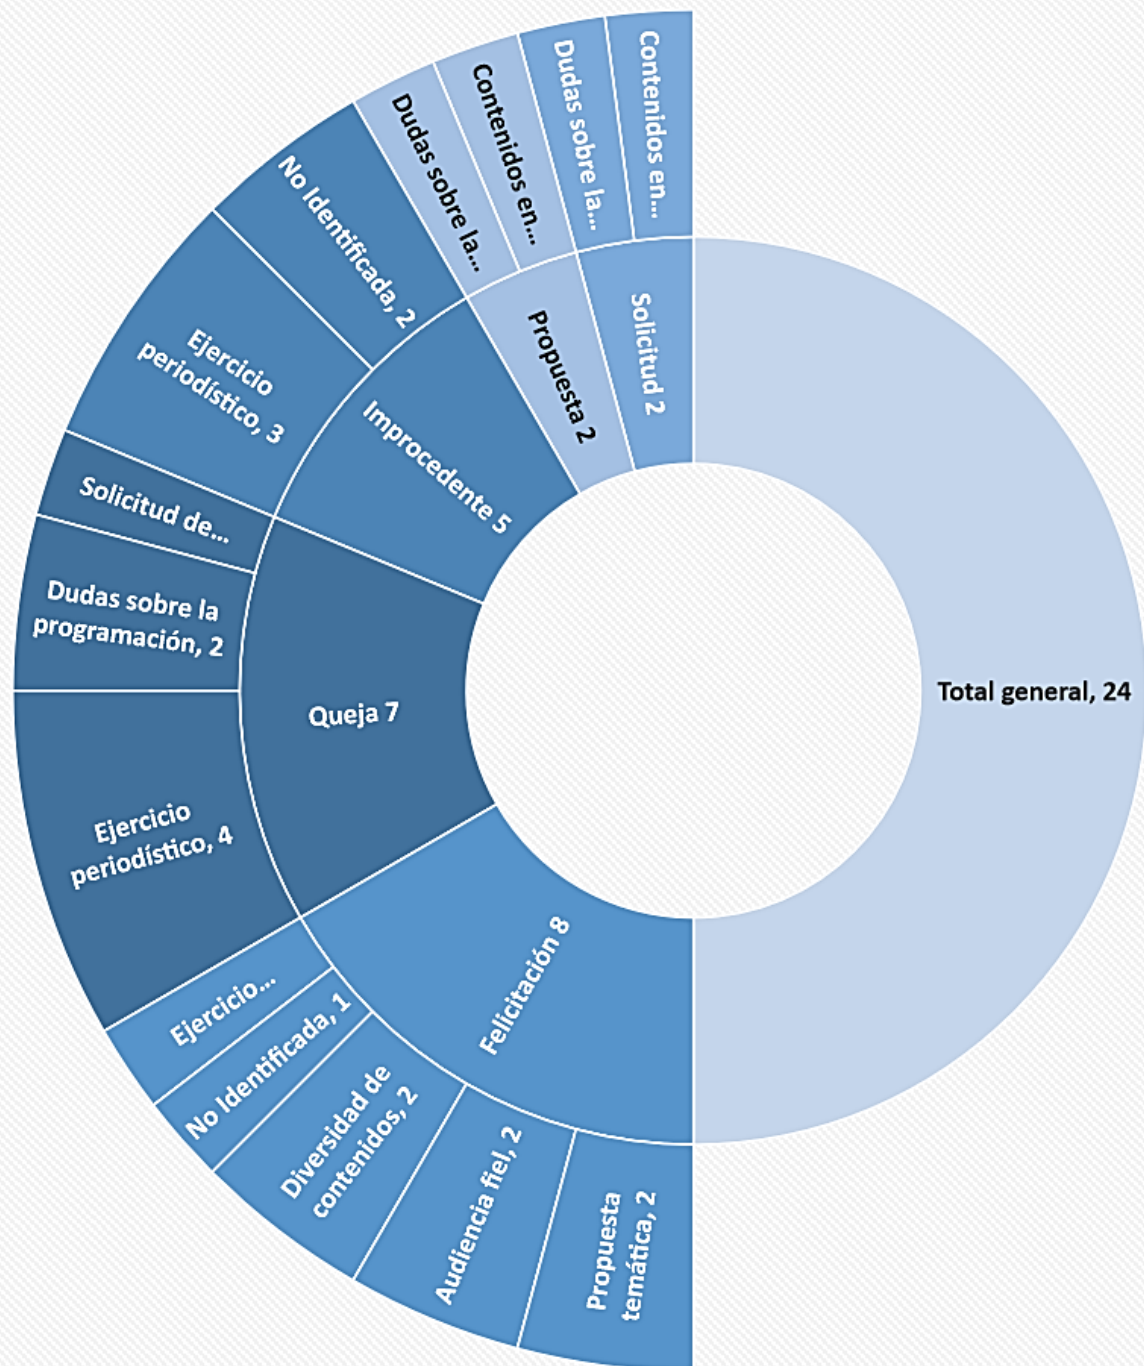 Total general, 24
Felicitación 8
Propuesta
temática, 2
Audiencia fiel, 2
Diversidad de
contenidos, 2
No Identificada, 1
Ejercicio...
Queja 7
Ejercicio
periodístico, 4
Dudas sobre la
programación, 2
Solicitud de...
Improcedente 5
Ejercicio
periodístico, 3
No Identificada, 2
Propuesta 2
Dudas sobre la...
Contenidos en...
Solicitud 2
Dudas sobre la...
Contenidos en...